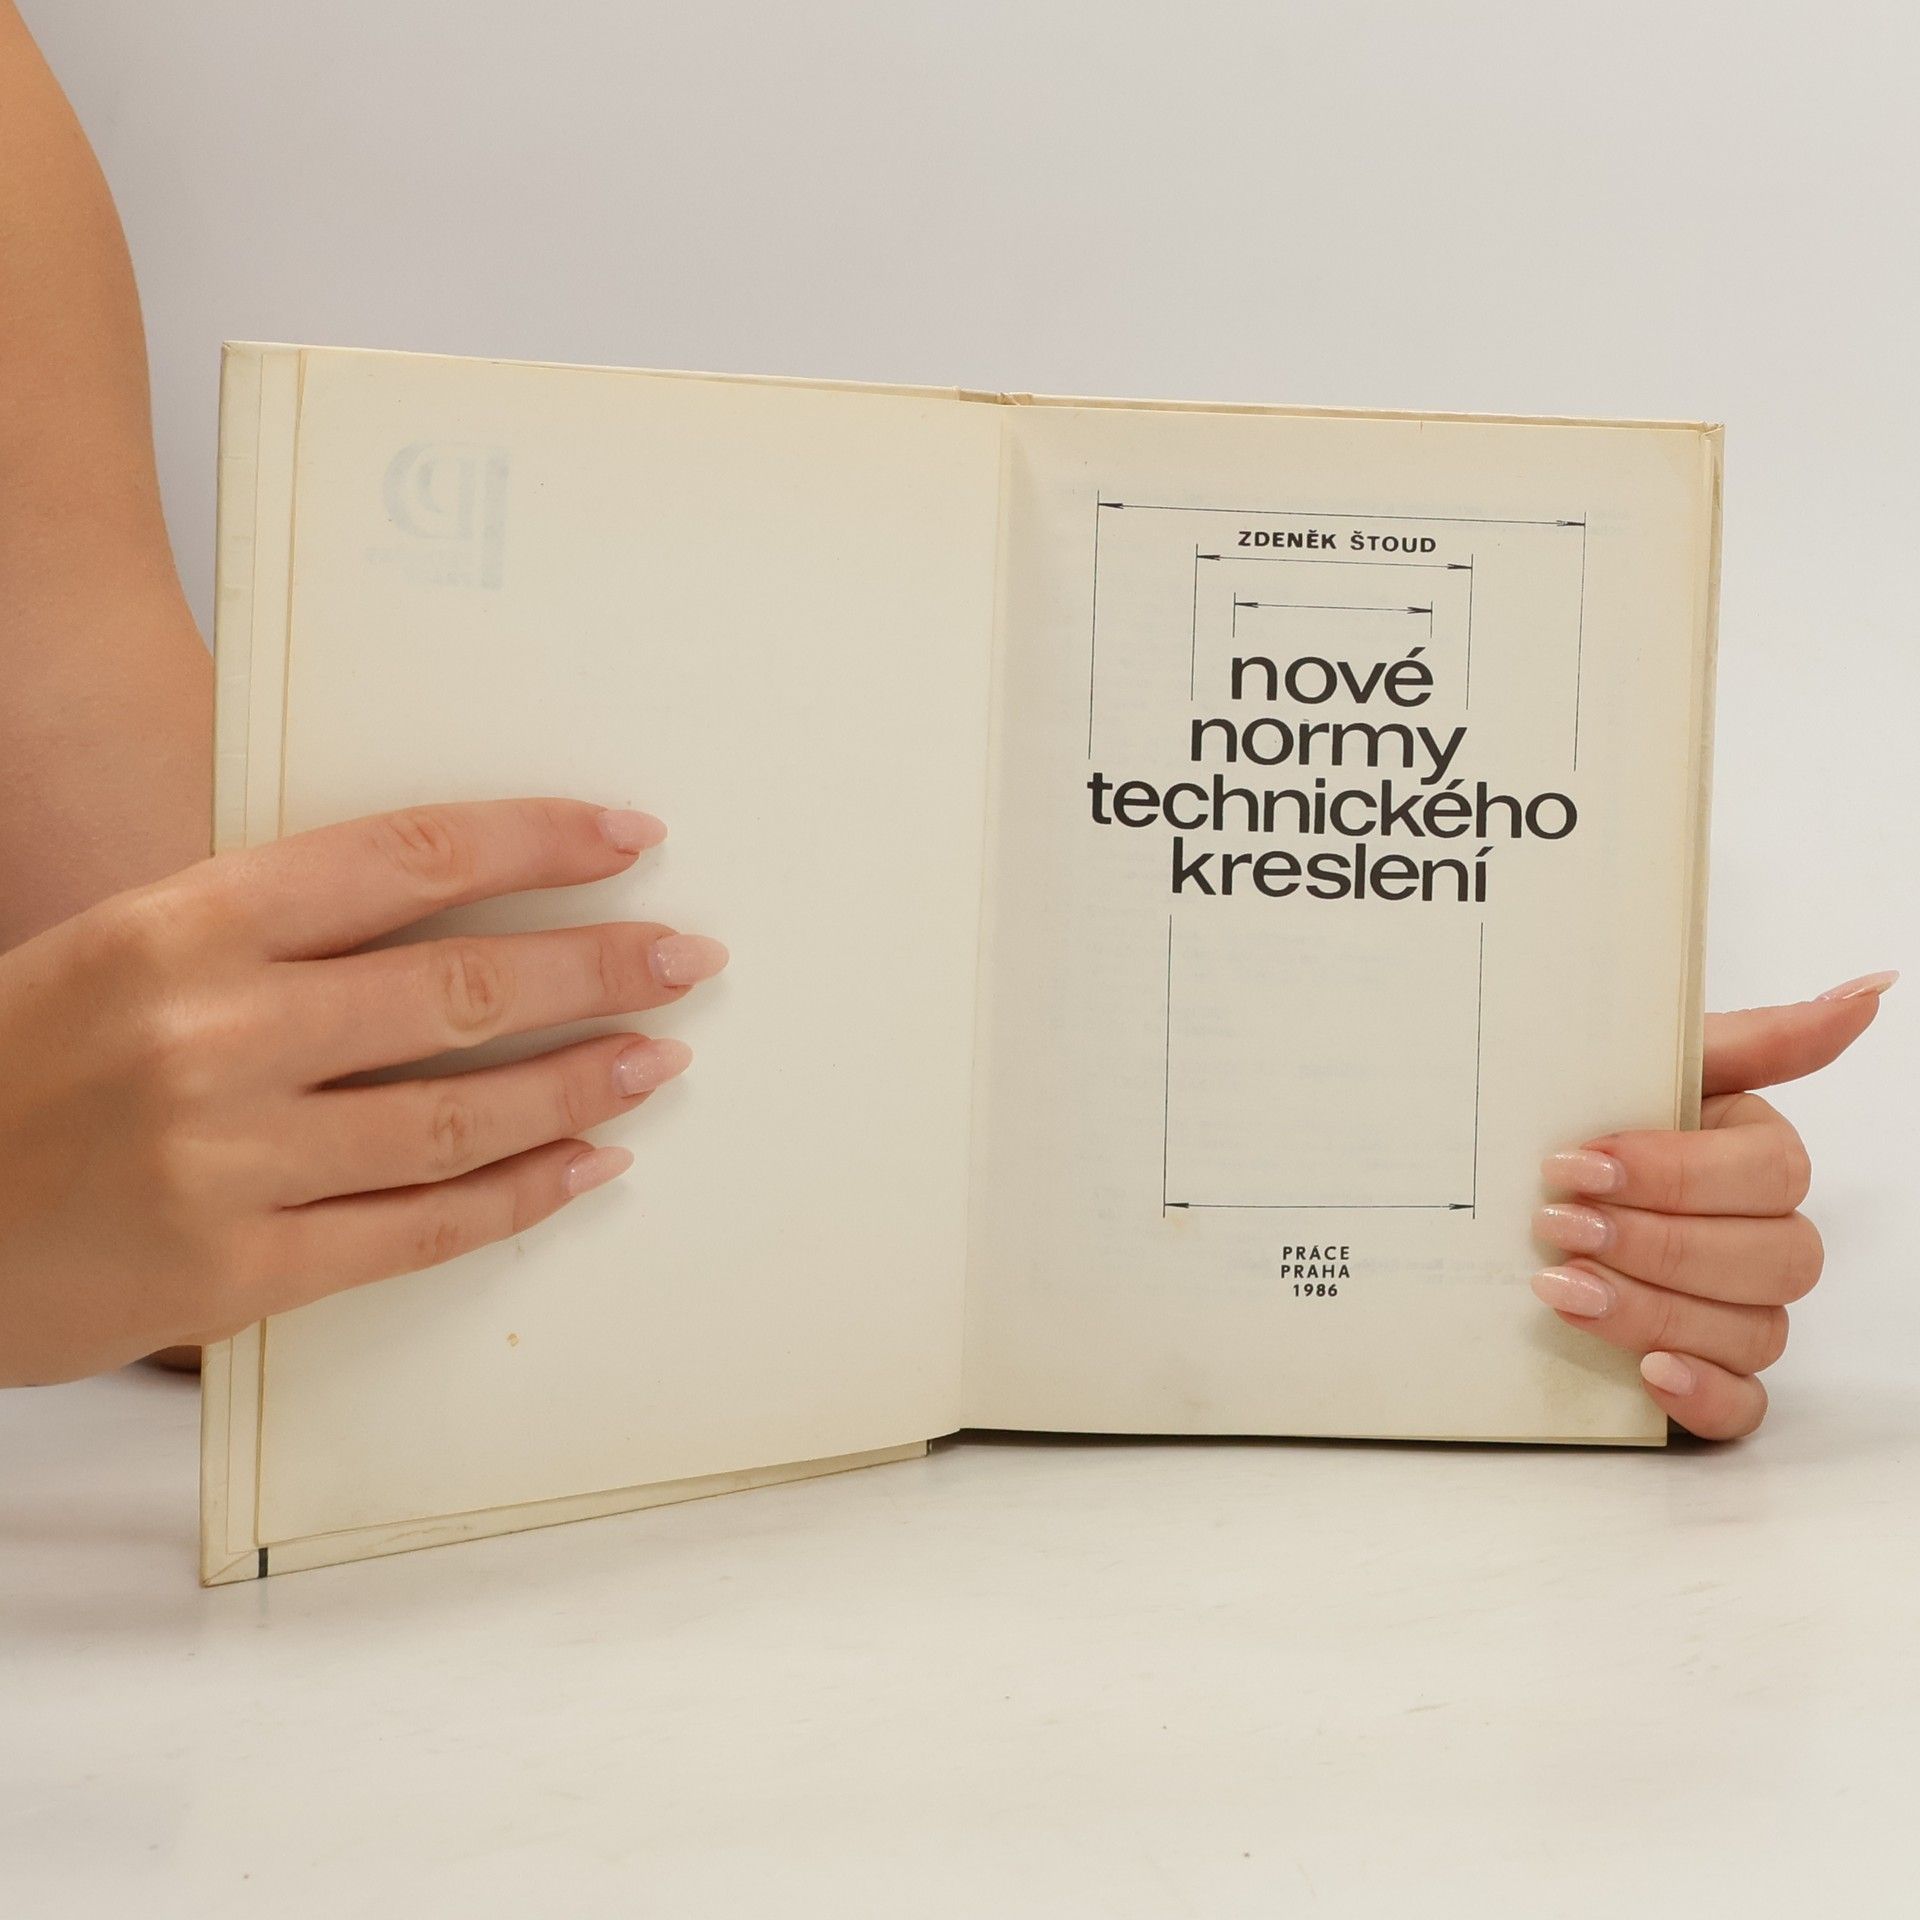 ZDENĚK ŠTOUD
nové
normy
technického
kreslení
PRÁCE
PRAHA
1986